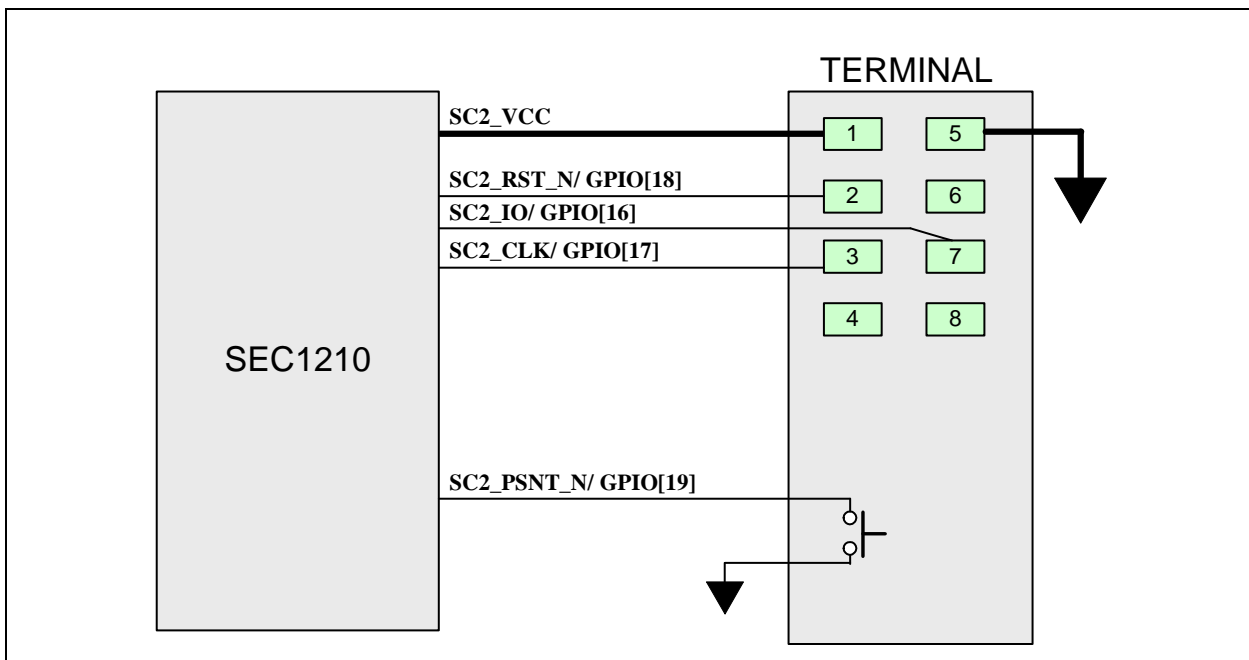 TERMINAL
SC2_VCC
1 5
SC2_RST_N/ GPIO[18]
2 6
SC2_IO/ GPIO[16]
SC2_CLK/ GPIO[17]
3 7
4 8
SEC1210
SC2_PSNT_N/ GPIO[19]